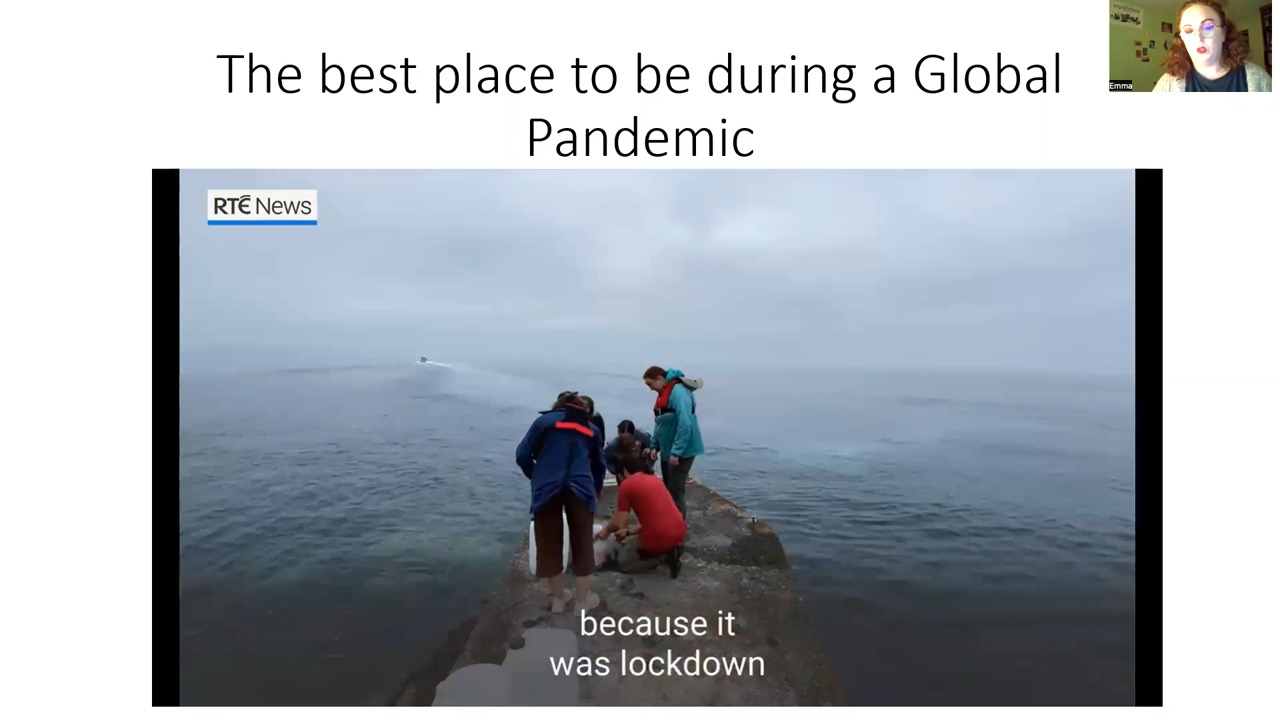 The best place to be during a Global
Pandemic
Emma
RTÉ News
because it
was lockdown